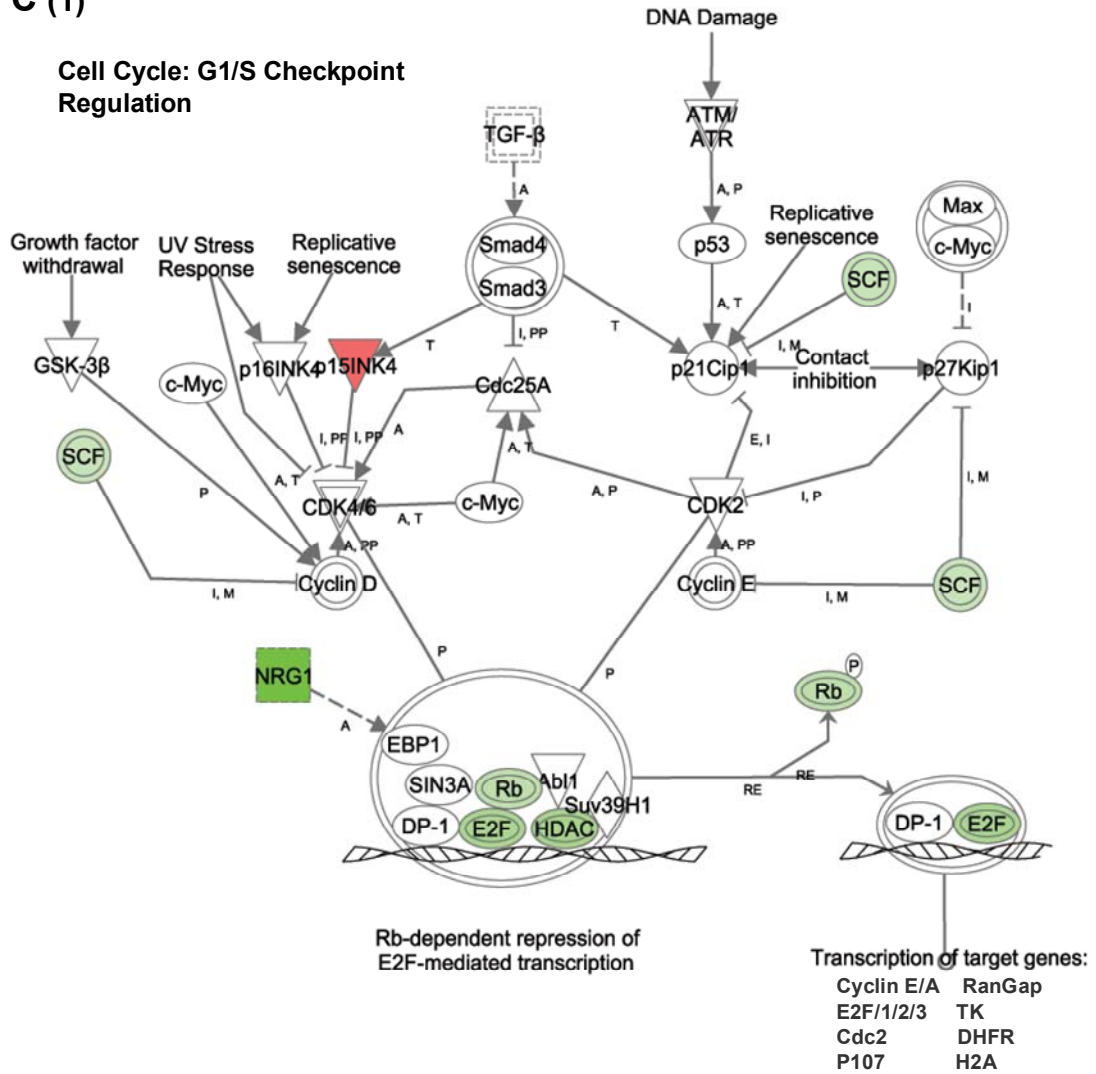 C (1)
DNA Damage
Cell Cycle: G1/S Checkpoint
Regulation
ATM/
ATR
TGF-β
A
A, P
Replicative
senescence
Max
c-Myc
Growth factor
withdrawal
UV Stress
Response
Replicative
senescence
Smad4
Smad3
p53
SCF
A, T
I
T
I, PP
T
I, M
GSK-3β
p16INK4
p15INK4
c-Myc
Cdc25A
p21Cip1
Contact
inhibition
p27Kip1
SCF
I, PP
I, PP
A
A, T
E, I
A, T
P
A, P
I, P
I, M
CDK4/6
A, T
c-Myc
CDK2
A, PP
A, PP
Cyclin D
Cyclin E
SCF
I, M
I, M
P
P
NRG1
A
P
Rb
EBP1
SIN3A
Rb
Abl1
Suv39H1
RE
RE
DP-1
E2F
HDAC
DP-1
E2F
Rb-dependent repression of
E2F-mediated transcription
Transcription of target genes:
Cyclin E/A RanGap
E2F/1/2/3 TK
Cdc2 DHFR
P107 H2A